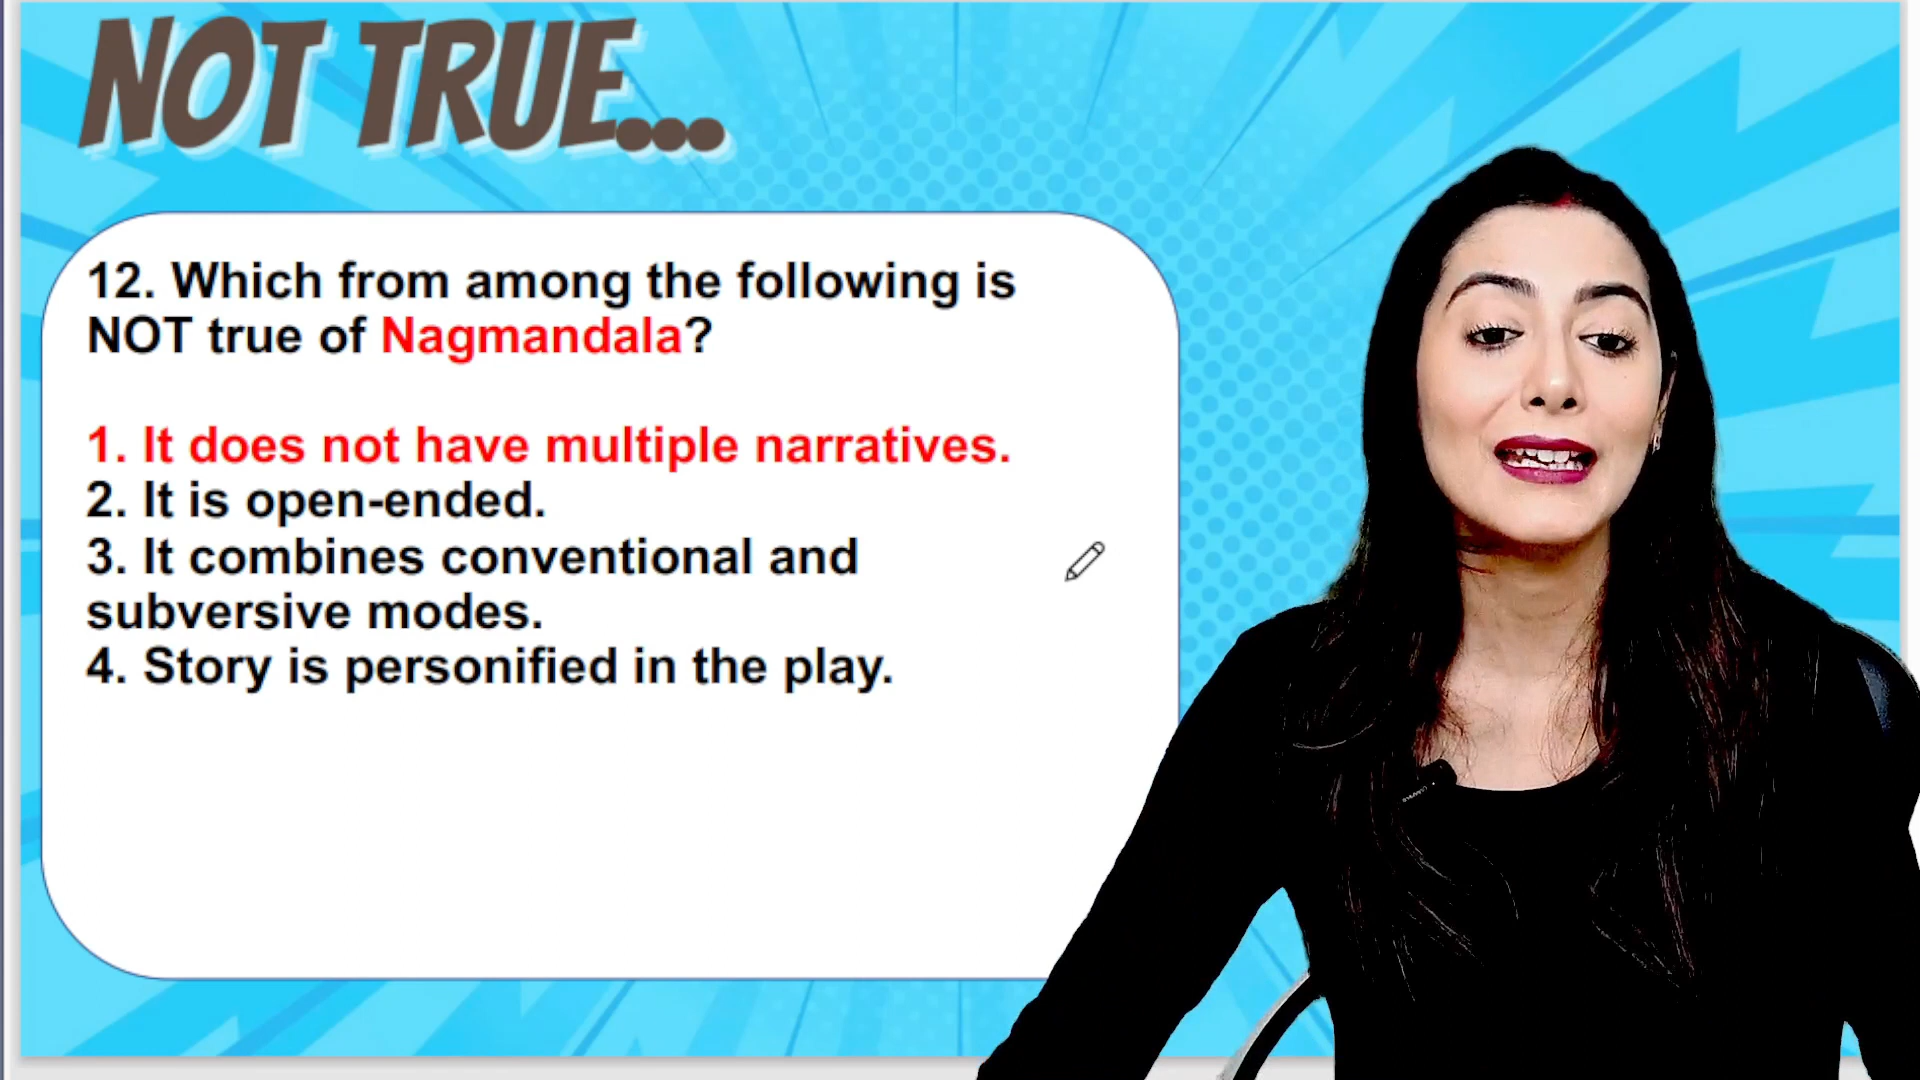 NOT TRUE...
12. Which from among the following is
NOT true of Nagmandala?
1. It does not have multiple narratives.
2. It is open-ended.
3. It combines conventional and
subversive modes.
4. Story is personified in the play.